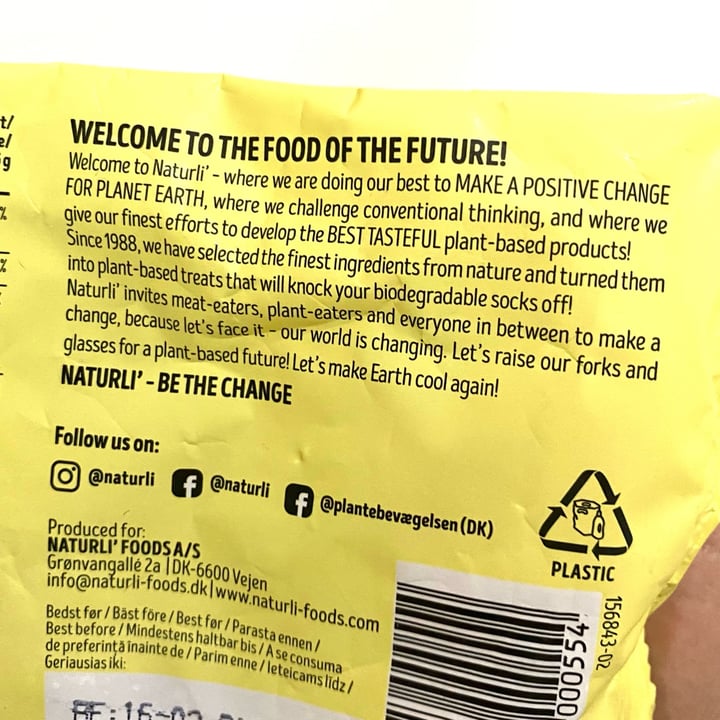 t/
el
g
%
%
WELCOME TO THE FOOD OF THE FUTURE!
Welcome to Naturli' - where we are doing our best to MAKE A POSITIVE CHANGE
FOR PLANET EARTH, where we challenge conventional thinking, and where we
give our finest efforts to develop the BEST TASTEFUL plant-based products!
Since 1988, we have selected the finest ingredients from nature and turned them
into plant-based treats that will knock your biodegradable socks off!
Naturli' invites meat-eaters, plant-eaters and everyone in between to make a
change, because let's face it - our world is changing. Let's raise our forks and
glasses for a plant-based future! Let's make Earth cool again!
NATURLI' - BE THE CHANGE
Follow us on:
@naturli @naturli @plantebevægelsen (DK)
PLASTIC
Produced for:
NATURLI' FOODS A/S
Grønvangallé 2a | DK-6600 Vejen
info@naturli-foods.dk | www.naturli-foods.com
Bedst før / Bäst före / Best før / Parasta ennen /
Best before / Mindestens haltbar bis / A se consuma
de preferință înainte de / Parim enne / Ieteicams līdz /
Geriausias iki:
000554
156843-02